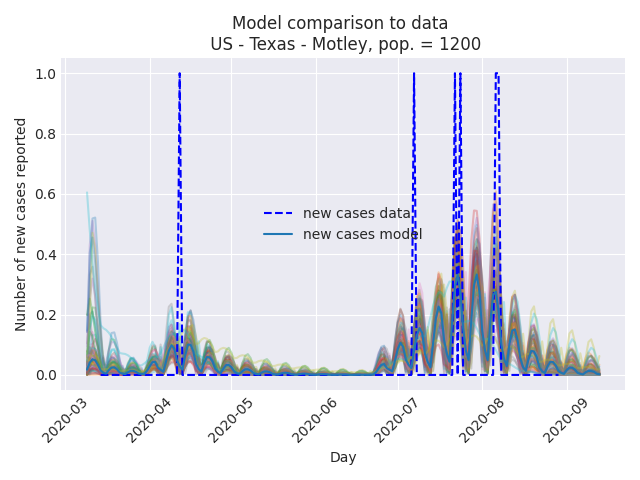 Model comparison to data
US - Texas - Motley, pop. = 1200
Number of new cases reported
1.0
0.8
0.6
0.4
0.2
0.0
new cases data
new cases model
2020-03
2020-04
2020-05
2020-06
2020-07
2020-08
2020-09
Day